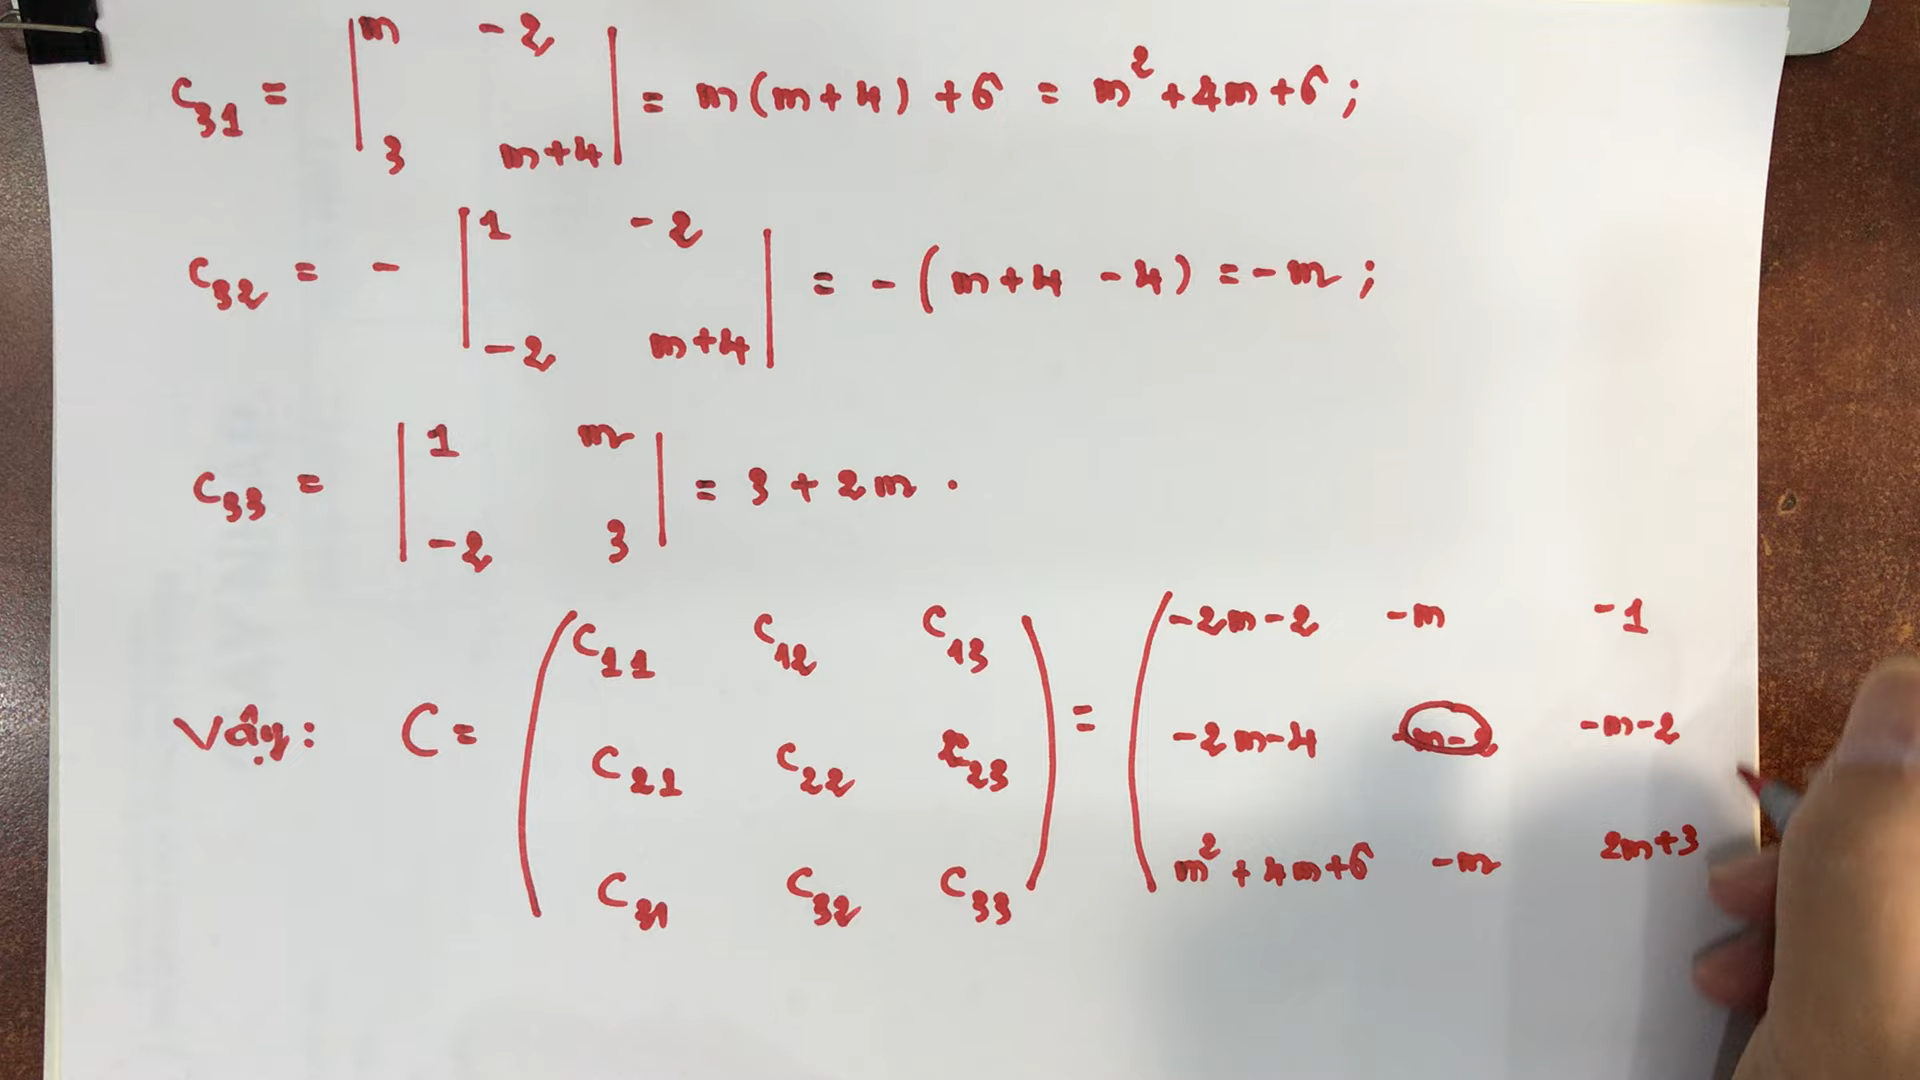 C31 = | m -2 | = m(m+4) + 6 = m² + 4m + 6 ;
| 3 m+4 |
C32 = - | 1 -2 | = - (m+4 - 4) = -m ;
| -2 m+4 |
C33 = | 1 m | = 3 + 2m .
| -2 3 |
( C11 C12 C13 ) ( -2m-2 -m -1 )
Vậy: C = ( C21 C22 C23 ) = ( -2m-4 -m-2 )
( C31 C32 C33 ) ( m²+4m+6 -m 2m+3 )